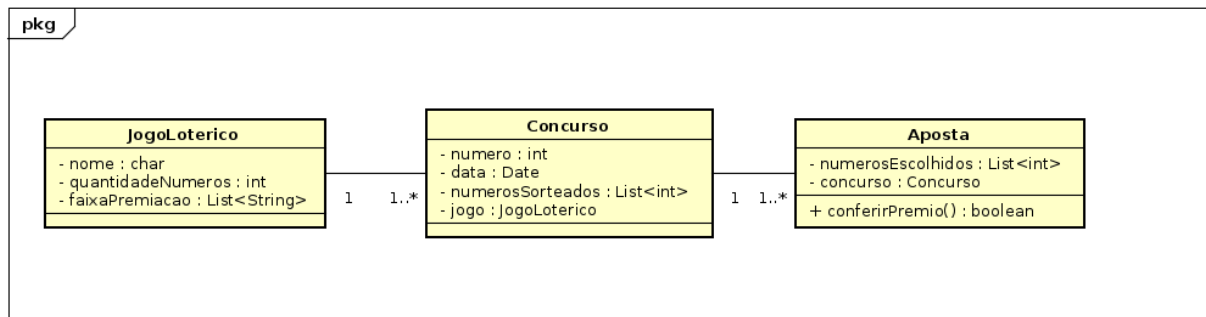 pkg
JogoLoterico
- nome : char
- quantidadeNumeros : int
- faixaPremiacao : List<String>
1
1..*
Concurso
- numero : int
- data : Date
- numerosSorteados : List<int>
- jogo : JogoLoterico
1
1..*
Aposta
- numerosEscolhidos : List<int>
- concurso : Concurso
+ conferirPremio() : boolean